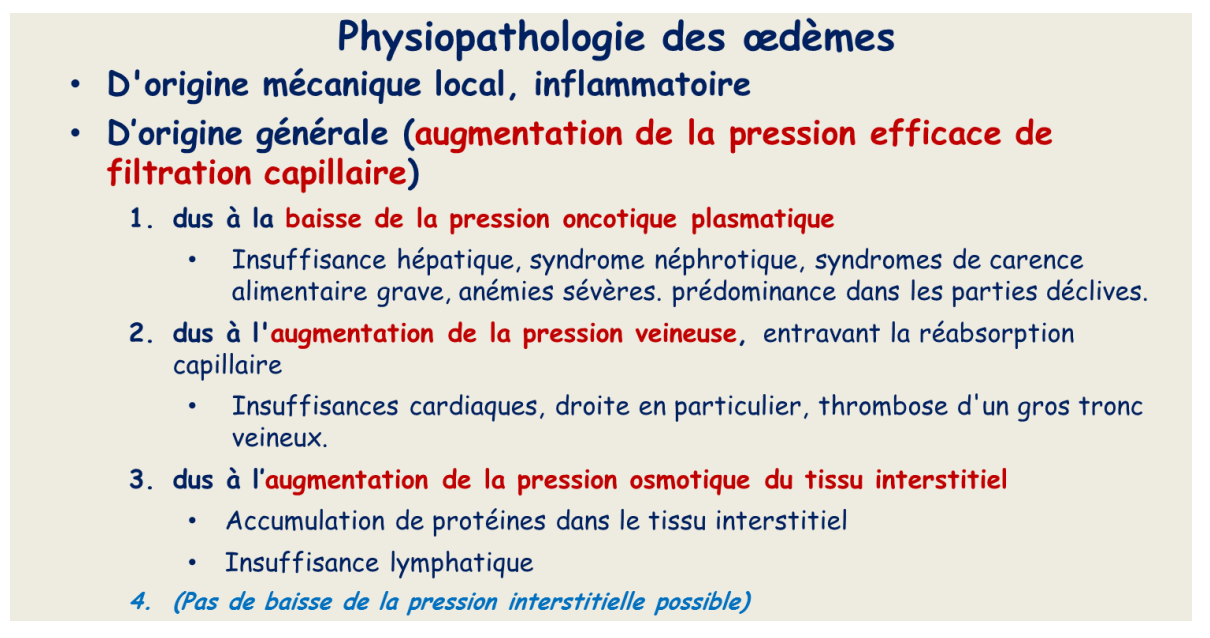 Physiopathologie des œdèmes
• D'origine mécanique local, inflammatoire
• D’origine générale (augmentation de la pression efficace de
filtration capillaire)
1. dus à la baisse de la pression oncotique plasmatique
• Insuffisance hépatique, syndrome néphrotique, syndromes de carence
alimentaire grave, anémies sévères. prédominance dans les parties déclives.
2. dus à l'augmentation de la pression veineuse, entravant la réabsorption
capillaire
• Insuffisances cardiaques, droite en particulier, thrombose d'un gros tronc
veineux.
3. dus à l’augmentation de la pression osmotique du tissu interstitiel
• Accumulation de protéines dans le tissu interstitiel
• Insuffisance lymphatique
4. (Pas de baisse de la pression interstitielle possible)